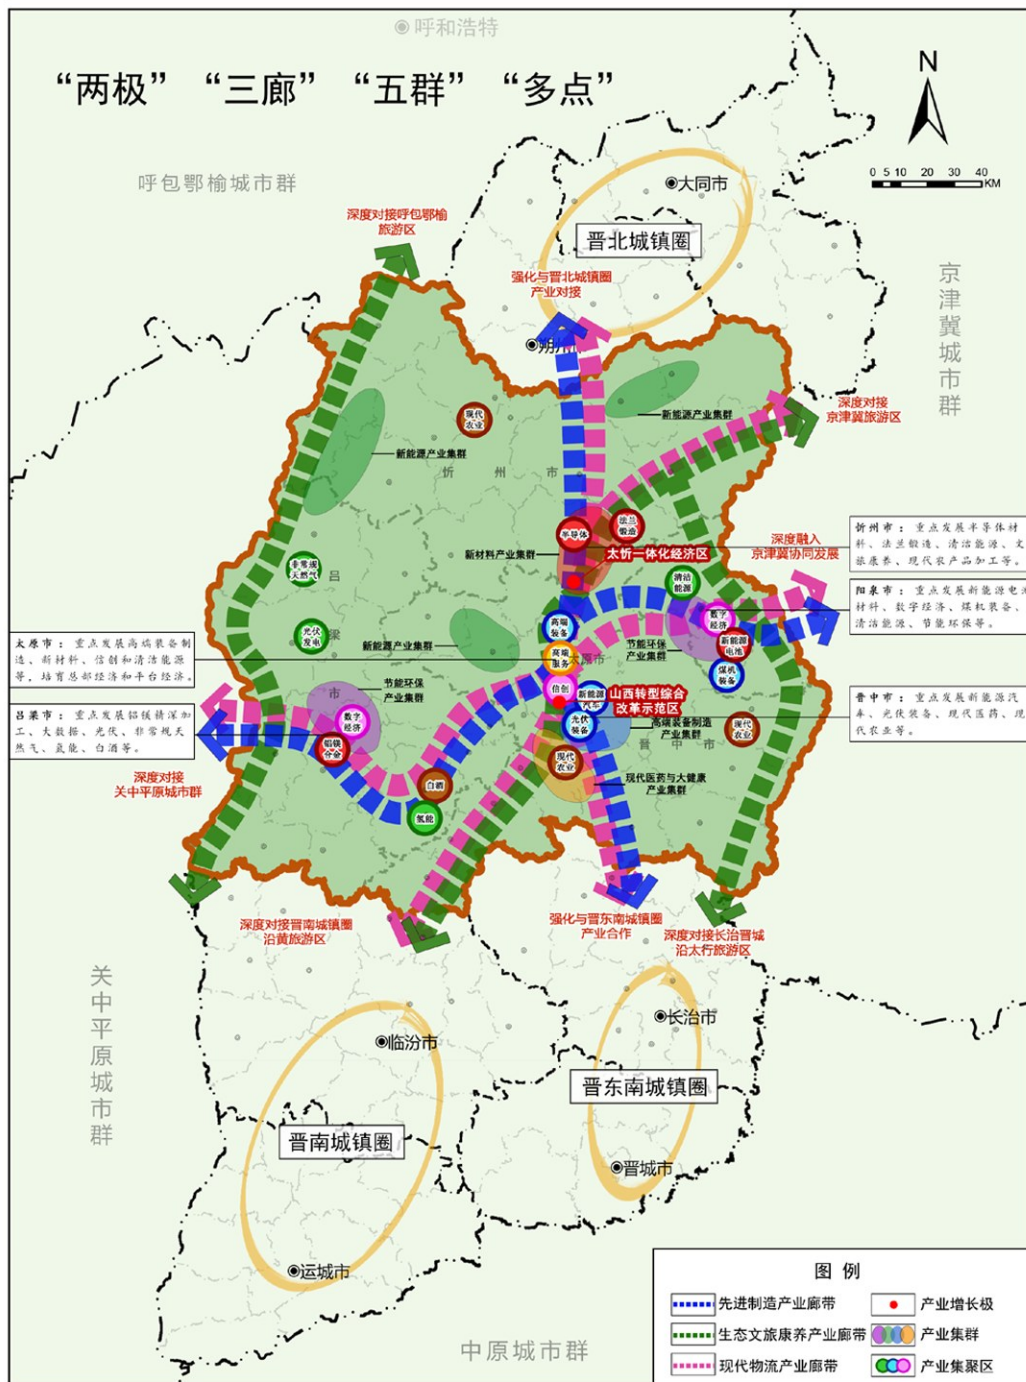 呼和浩特
“两极” “三廊” “五群” “多点”
N
0 5 10 20 30 40
KM
呼包鄂榆城市群
大同市
深度对接呼包鄂榆
旅游区
晋北城镇圈
强化与晋北城镇圈
产业对接
京津冀城市群
朔州
深度对接
京津冀旅游区
现代
农业
新能源产业集群
新能源产业集群
忻州市
法兰
锻造
半导体
太忻一体化经济区
新材料产业集群
深度融入
京津冀协同发展
忻州市：重点发展半导体材
料、法兰锻造、清洁能源、文
旅康养、现代农产品加工等。
非常规
天然气
吕梁市
清洁
能源
阳泉市：重点发展新能源电池
材料、数字经济、煤机装备、
清洁能源、节能环保等。
数字
经济
光伏
发电
高端
装备
新能源产业集群
节能环保
产业集群
新能源
电池
太原市：重点发展高端装备制
造、新材料、信创和清洁能源
等，培育总部经济和平台经济。
高端
服务
太原市
煤机
装备
节能环保
产业集群
信创
新能源
汽车
山西转型综合
改革示范区
晋中市：重点发展新能源汽
车、光伏装备、现代医药、现
代农业等。
吕梁市：重点发展铝镁精深加
工、大数据、光伏、非常规天
然气、氢能、白酒等。
数字
经济
光伏
装备
高端装备制造
产业集群
现代
农业
铝镁
合金
晋中市
现代
农业
深度对接
关中平原城市群
白酒
现代医药与大健康
产业集群
氢能
深度对接晋南城镇圈
沿黄旅游区
强化与晋东南城镇圈
产业合作
深度对接长治晋城
沿太行旅游区
关中平原城市群
长治市
临汾市
晋东南城镇圈
晋南城镇圈
晋城市
运城市
中原城市群
图例
先进制造产业廊带
产业增长极
生态文旅康养产业廊带
产业集群
现代物流产业廊带
产业集聚区